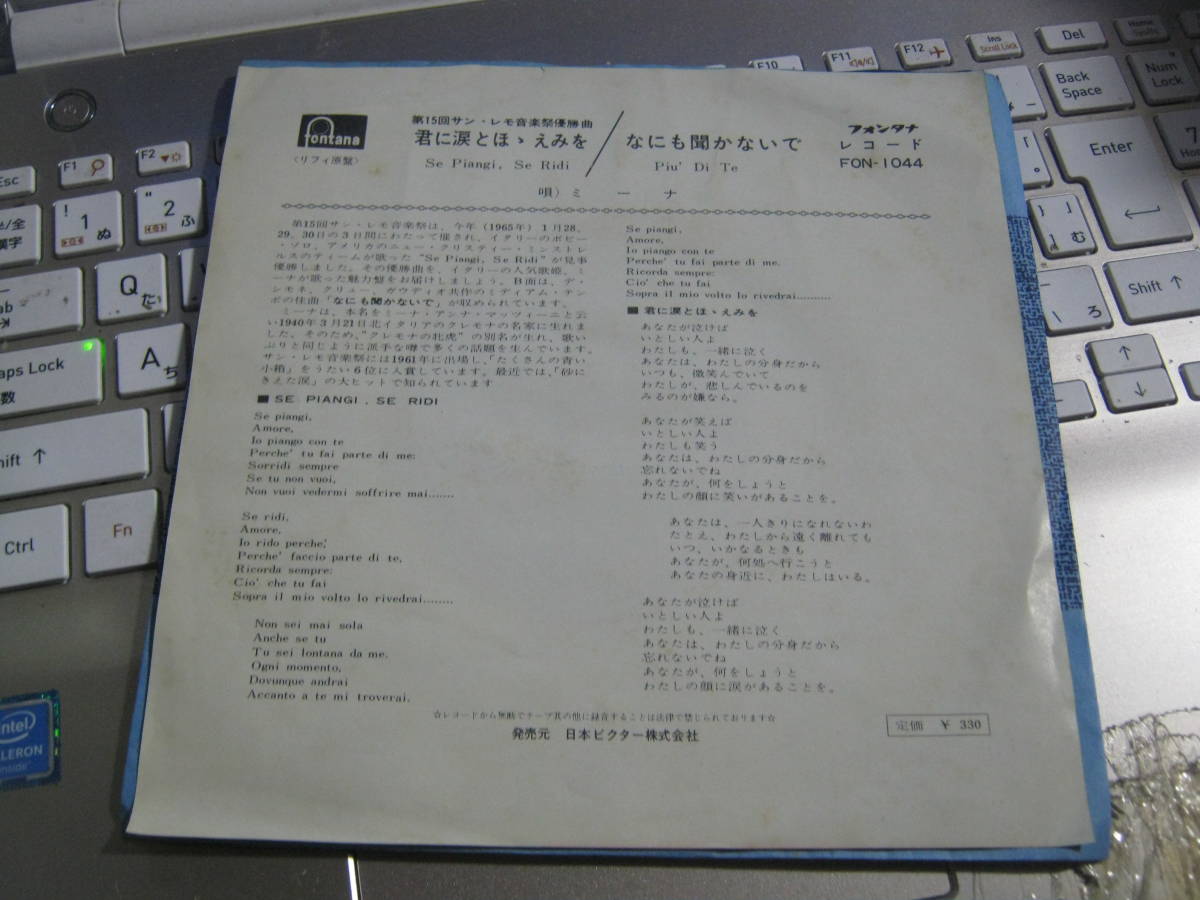 fontana
〈リフィ原盤〉
第15回サン・レモ音楽祭優勝曲
君に涙とほゝえみを
Se Piangi, Se Ridi
なにも聞かないで
Piu' Di Te
フォンタナ
レコード
FON-1044
唄)ミーナ
第15回サン・レモ音楽祭は、今年(1965年)1月28、
29、30日の3日間にわたって催され、イタリーのボビー
・ソロ、アメリカのニュー・クリスティー・ミンストレ
ルスのティームが歌った“Se Piangi, Se Ridi”が見事
優勝しました。その優勝曲を、イタリーの人気歌姫、ミ
ーナが歌った魅力盤をお届けしましょう。B面は、デ・
シモネ、クリュー、ガウディオ共作のミディアム・テン
ポの佳曲「なにも聞かないで」が収められています。
ミーナは、本名をミーナ・アンナ・マッツィーニと云
い1940年3月21日北イタリアのクレモナの名家に生れま
した。そのため、“クレモナの牝虎”の別名が生れ、歌い
ぶりと同じように派手な噂で多くの話題を生んでいます。
サン・レモ音楽祭には1961年に出場し、「たくさんの青い
小箱」をうたい6位に入賞しています。最近では、「砂に
きえた涙」の大ヒットで知られています
■ SE PIANGI , SE RIDI
Se piangi,
Amore,
Io piango con te
Perche' tu fai parte di me:
Sorridi sempre
Se tu non vuoi,
Non vuoi vedermi soffrire mai.......
Se ridi,
Amore,
Io rido perche,'
Perche' faccio parte di te,
Ricorda sempre:
Cio' che tu fai
Sopra il mio volto lo rivedrai........
Non sei mai sola
Anche se tu
Tu sei lontana da me.
Ogni momento,
Dovunque andrai
Accanto a te mi troverai.
Se piangi,
Amore,
Io piango con te
Perche' tu fai parte di me.
Ricorda sempre:
Cio' che tu fai
Sopra il mio volto lo rivedrai..........
■ 君に涙とほゝえみを
あなたが泣けば
いとしい人よ
わたしも、一緒に泣く
あなたは、わたしの分身だから
いつも、微笑んでいて
わたしが、悲しんでいるのを
みるのが嫌なら。
あなたが笑えば
いとしい人よ
わたしも笑う
あなたは、わたしの分身だから
忘れないでね
あなたが、何をしょうと
わたしの顔に笑いがあることを。
あなたは、一人きりになれないわ
たとえ、わたしから遠く離れても
いつ、いかなるときも
あなたが、何処へ行こうと
あなたの身近に、わたしはいる。
あなたが泣けば
いとしい人よ
わたしも、一緒に泣く
あなたは、わたしの分身だから
忘れないでね
あなたが、何をしょうと
わたしの顔に涙があることを。
☆レコードから無断でテープ其の他に録音することは法律で禁じられております☆
発売元 日本ビクター株式会社
定価 ¥ 330
Esc
F1
F2
F10
F11
F12
Ins
Scroll Lock
Del
Home
Back
Space
Num
Lock
Enter
Shift ↑
1
ぬ
2
ふ
Q
た
A
ち
Caps Lock
Shift ↑
Ctrl
Fn
む
ろ
intel
CELERON
inside